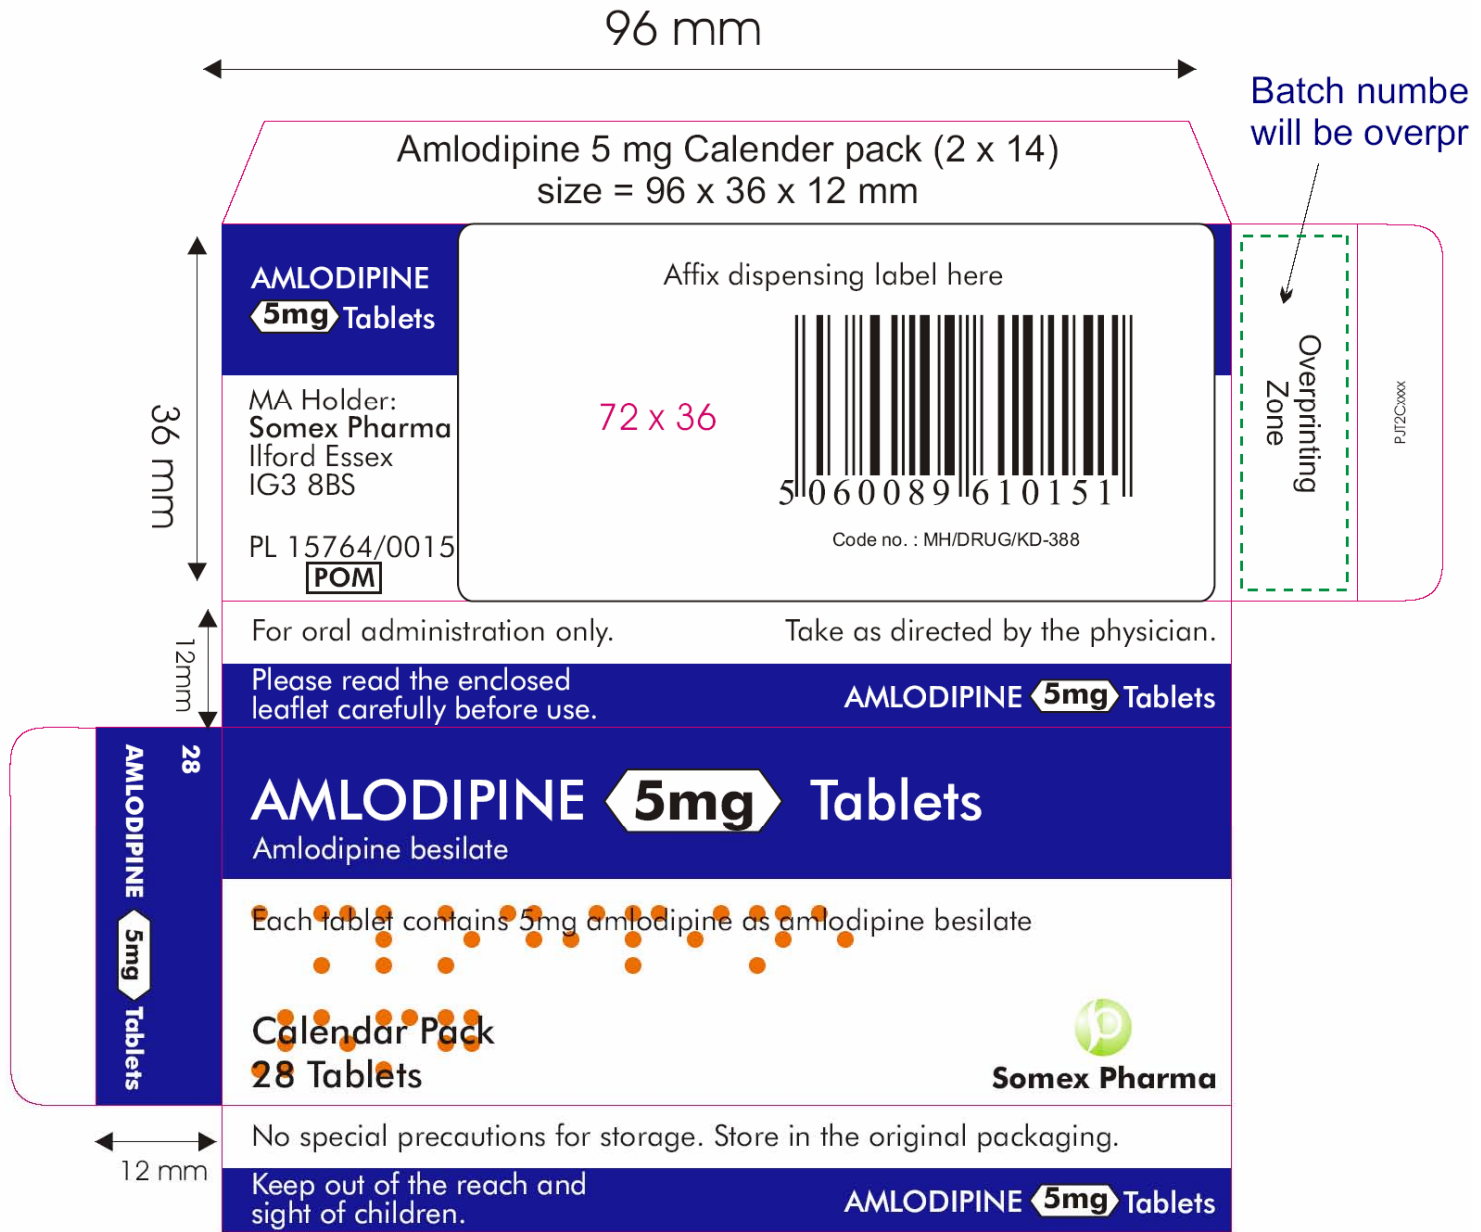 96 mm
Batch numbe
will be overpr
Amlodipine 5 mg Calender pack (2 x 14)
size = 96 x 36 x 12 mm
AMLODIPINE
5mg Tablets
Affix dispensing label here
72 x 36
5 060089 610151
Code no. : MH/DRUG/KD-388
MA Holder:
Somex Pharma
Ilford Essex
IG3 8BS
PL 15764/0015
POM
36 mm
Overprinting
Zone
PJT2Cxxxx
12mm
For oral administration only.
Take as directed by the physician.
Please read the enclosed
leaflet carefully before use.
AMLODIPINE 5mg Tablets
28
AMLODIPINE 5mg Tablets
AMLODIPINE 5mg Tablets
Amlodipine besilate
Each tablet contains 5mg amlodipine as amlodipine besilate
Calendar Pack
28 Tablets
Somex Pharma
12 mm
No special precautions for storage. Store in the original packaging.
Keep out of the reach and
sight of children.
AMLODIPINE 5mg Tablets